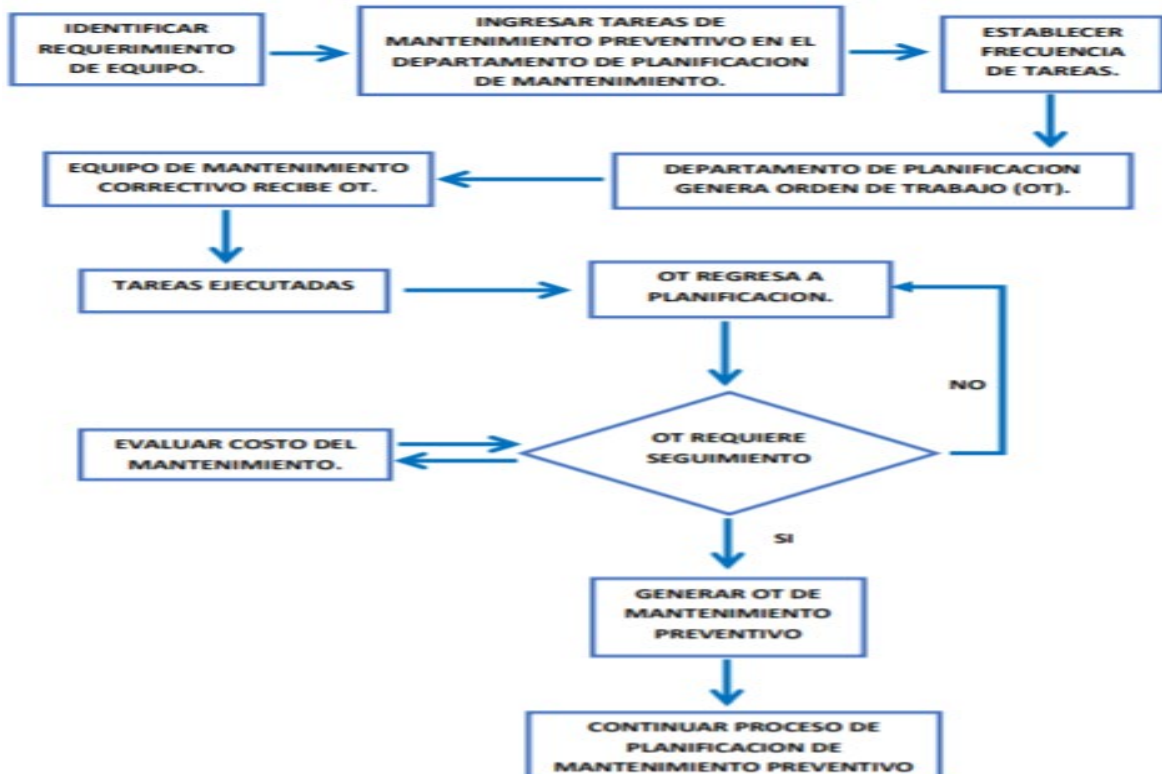 IDENTIFICAR
REQUERIMIENTO
DE EQUIPO.
INGRESAR TAREAS DE
MANTENIMIENTO PREVENTIVO EN EL
DEPARTAMENTO DE PLANIFICACION
DE MANTENIMIENTO.
ESTABLECER
FRECUENCIA
DE TAREAS.
DEPARTAMENTO DE PLANIFICACION
GENERA ORDEN DE TRABAJO (OT).
EQUIPO DE MANTENIMIENTO
CORRECTIVO RECIBE OT.
TAREAS EJECUTADAS
OT REGRESA A
PLANIFICACION.
NO
OT REQUIERE
SEGUIMIENTO
EVALUAR COSTO DEL
MANTENIMIENTO.
SI
GENERAR OT DE
MANTENIMIENTO
PREVENTIVO
CONTINUAR PROCESO DE
PLANIFICACION DE
MANTENIMIENTO PREVENTIVO